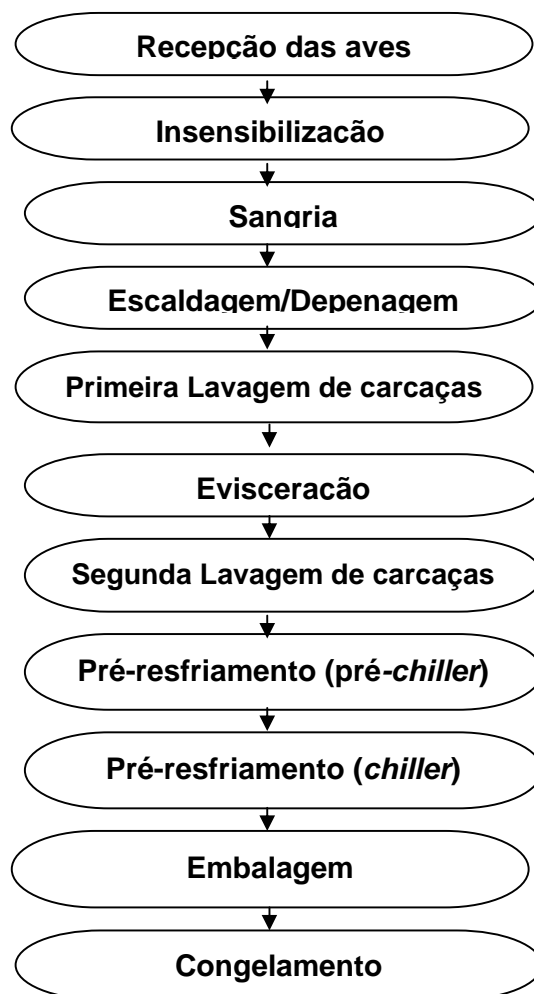 Recepção das aves
Insensibilização
Sangria
Escaldagem/Depenagem
Primeira Lavagem de carcaças
Evisceração
Segunda Lavagem de carcaças
Pré-resfriamento (pré-chiller)
Pré-resfriamento (chiller)
Embalagem
Congelamento